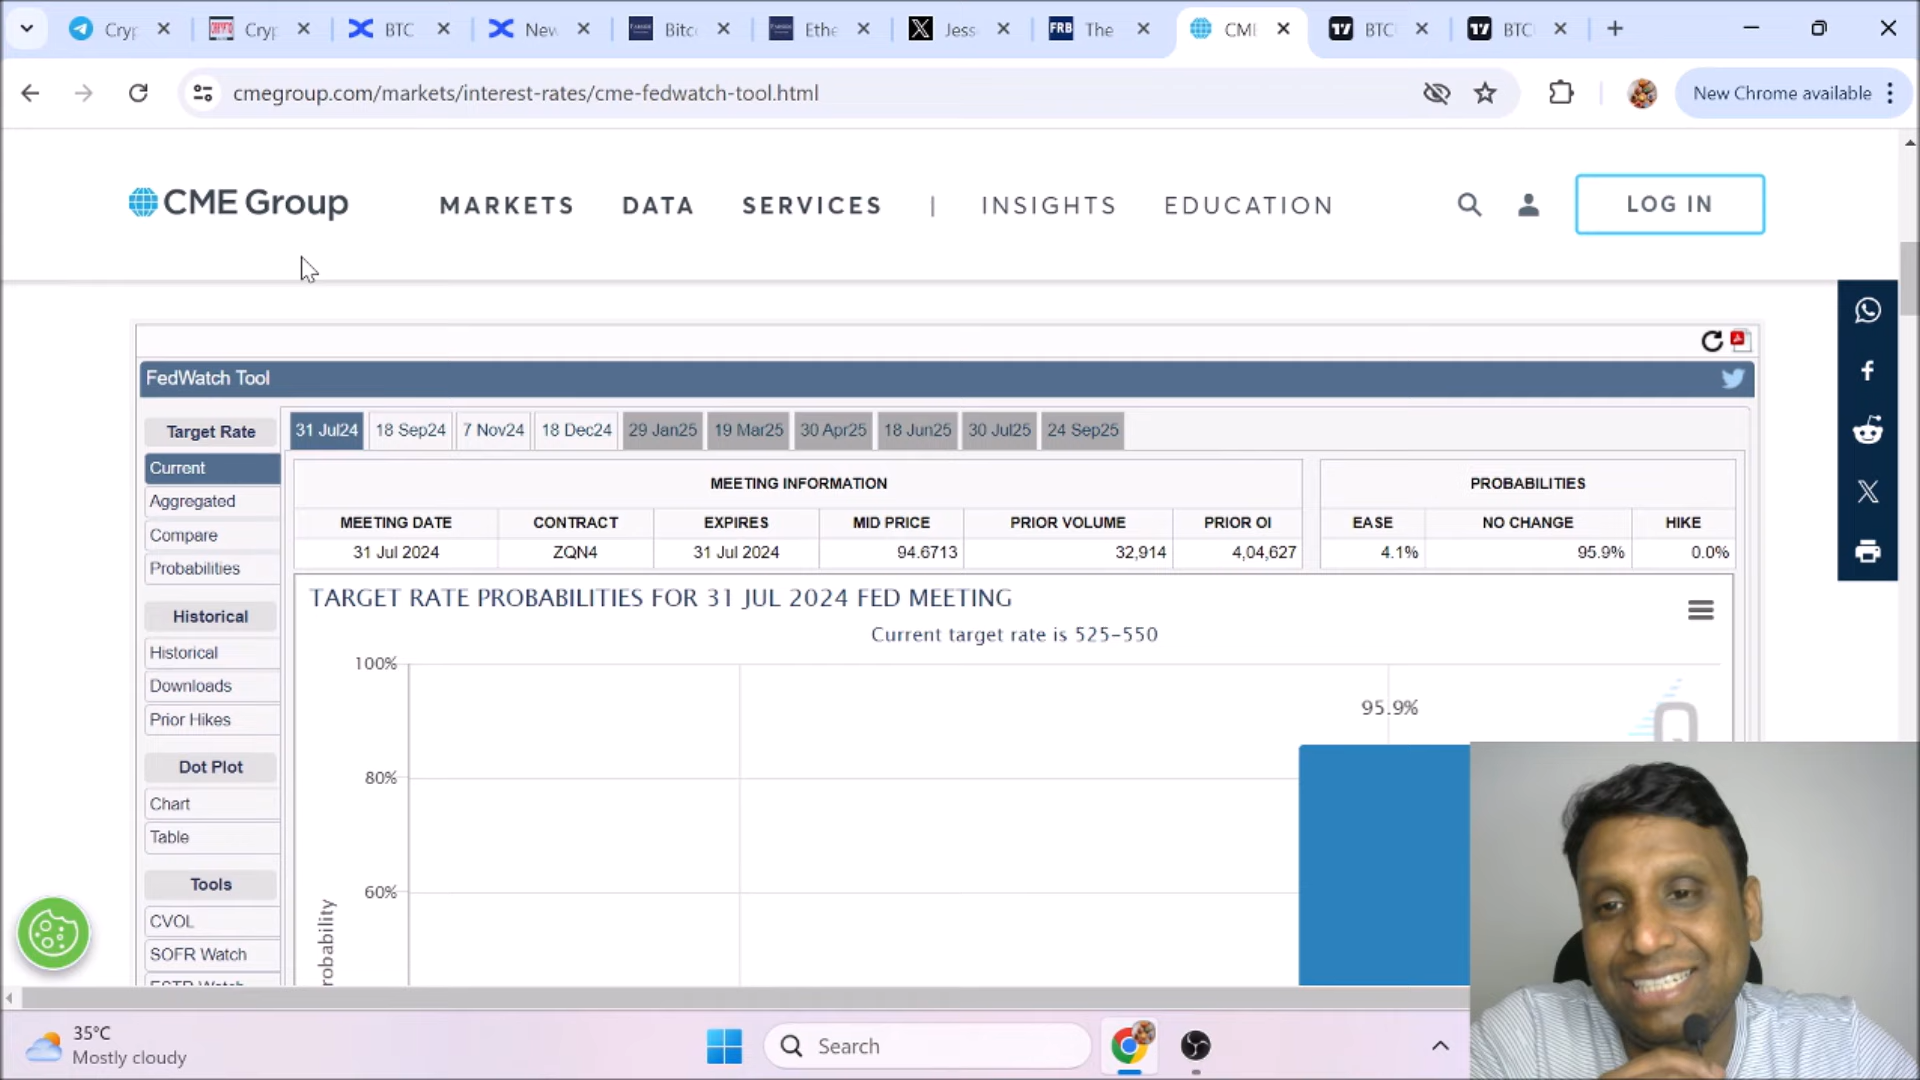 Cryp
Cryp
BTC
New
Bitc
Ethe
Jess
FRB The
CME
BTC
BTC
cmegroup.com/markets/interest-rates/cme-fedwatch-tool.html
New Chrome available
CME Group
MARKETS DATA SERVICES | INSIGHTS EDUCATION
LOG IN
FedWatch Tool
Target Rate
Current
Aggregated
Compare
Probabilities
Historical
Historical
Downloads
Prior Hikes
Dot Plot
Chart
Table
Tools
CVOL
SOFR Watch
31 Jul24 18 Sep24 7 Nov24 18 Dec24 29 Jan25 19 Mar25 30 Apr25 18 Jun25 30 Jul25 24 Sep25
MEETING INFORMATION
MEETING DATE CONTRACT EXPIRES MID PRICE PRIOR VOLUME PRIOR OI
31 Jul 2024 ZQN4 31 Jul 2024 94.6713 32,914 4,04,627
PROBABILITIES
EASE NO CHANGE HIKE
4.1% 95.9% 0.0%
TARGET RATE PROBABILITIES FOR 31 JUL 2024 FED MEETING
Current target rate is 525-550
100%
95.9%
80%
60%
robability
35°C
Mostly cloudy
Search